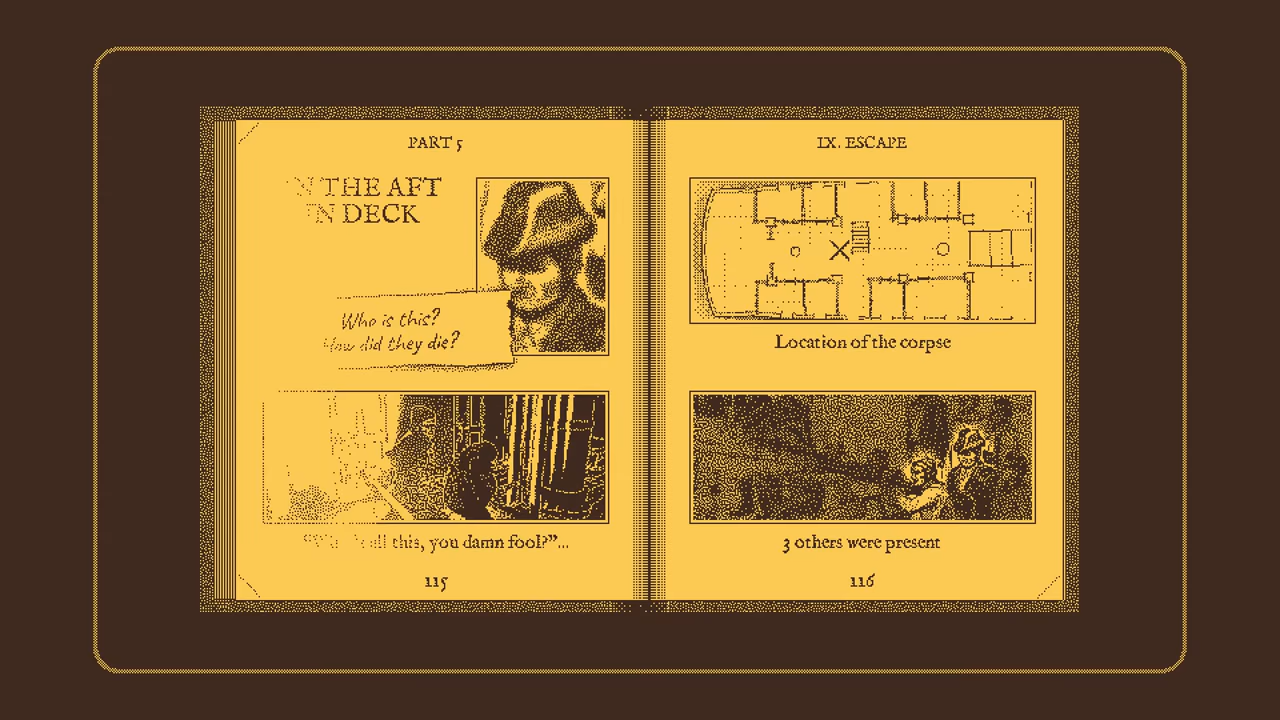 PART 5
THE AFT
DECK
Who is this?
How did they die?
all this, you damn fool?"...
115
IX. ESCAPE
Location of the corpse
3 others were present
116